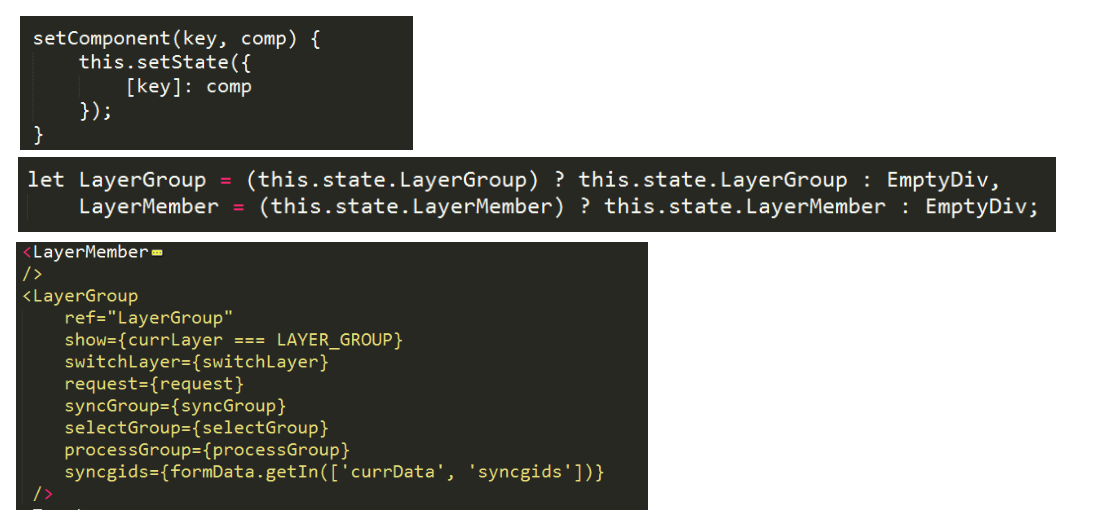 setComponent(key, comp) {
this.setState({
[key]: comp
});
}
let LayerGroup = (this.state.LayerGroup) ? this.state.LayerGroup : EmptyDiv,
LayerMember = (this.state.LayerMember) ? this.state.LayerMember : EmptyDiv;
<LayerMember
/>
<LayerGroup
ref="LayerGroup"
show={currLayer === LAYER_GROUP}
switchLayer={switchLayer}
request={request}
syncGroup={syncGroup}
selectGroup={selectGroup}
processGroup={processGroup}
syncgids={formData.getIn(['currData', 'syncgids'])}
/>